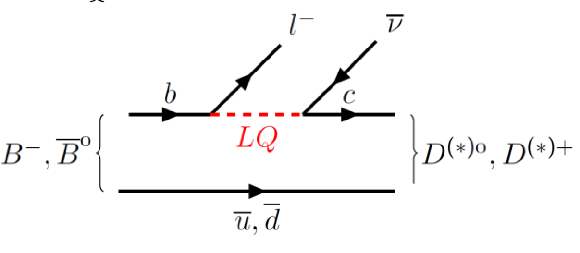 l⁻ ν̅
b c
LQ
B⁻, B̅⁰ D⁽*⁾⁰, D⁽*⁾⁺
u̅, d̅